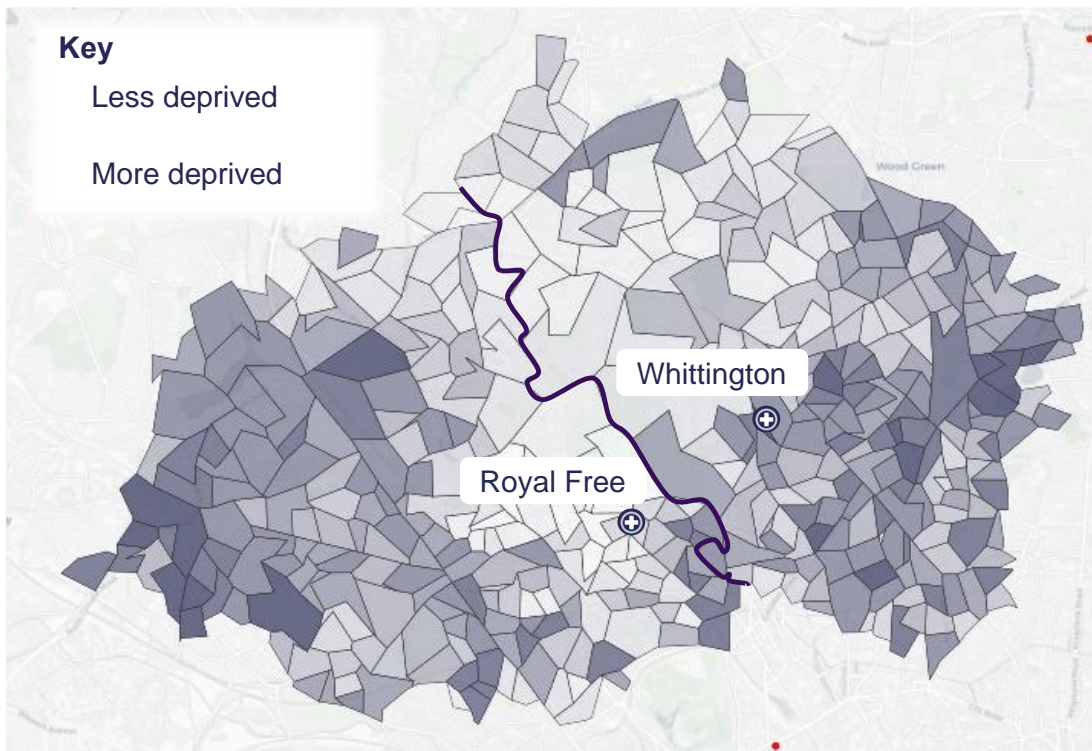 Key
Less deprived
More deprived
Wood Green
Whittington
Royal Free